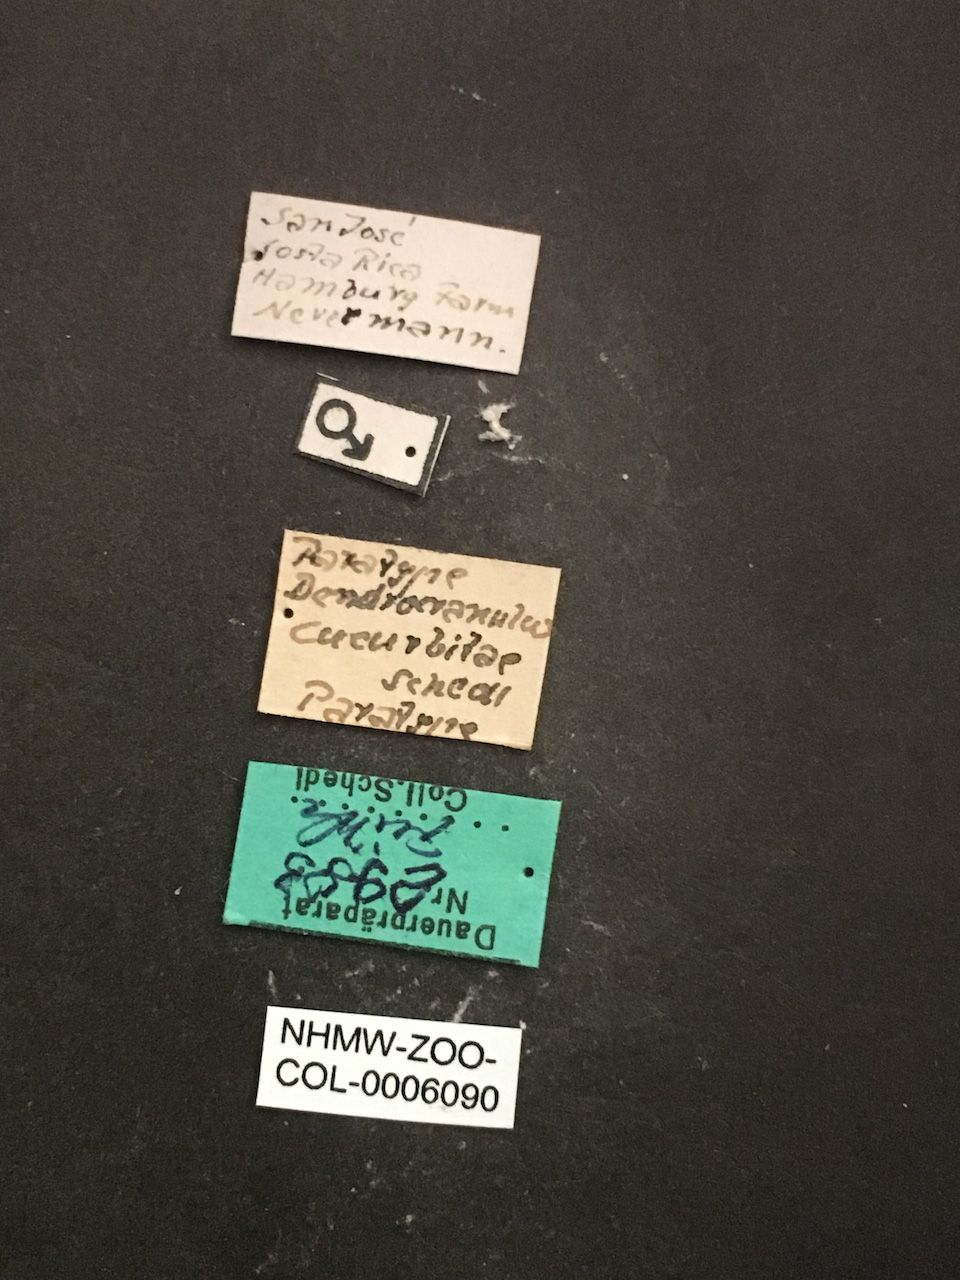 San José
Costa Rica
Hamburg Farm
Nevermann.
♂
Paratype
Dendrocranulus
Cucurbitae
Schedl
Paratype
Dauerpräparat
Nr 2983
Coll. Schedl
NHMW-ZOO-
COL-0006090